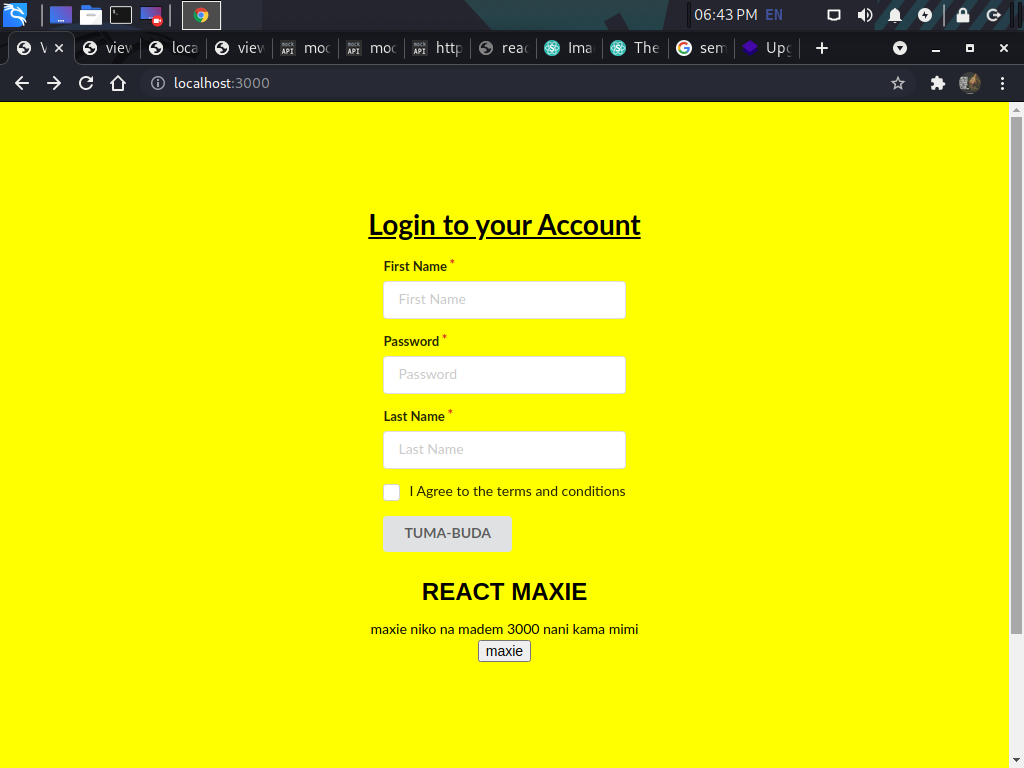 06:43 PM EN
V
view
loca
view
moc
moc
http
reac
Ima
The
sem
Upg
localhost:3000
Login to your Account
First Name *
First Name
Password *
Password
Last Name *
Last Name
I Agree to the terms and conditions
TUMA-BUDA
REACT MAXIE
maxie niko na madem 3000 nani kama mimi
maxie